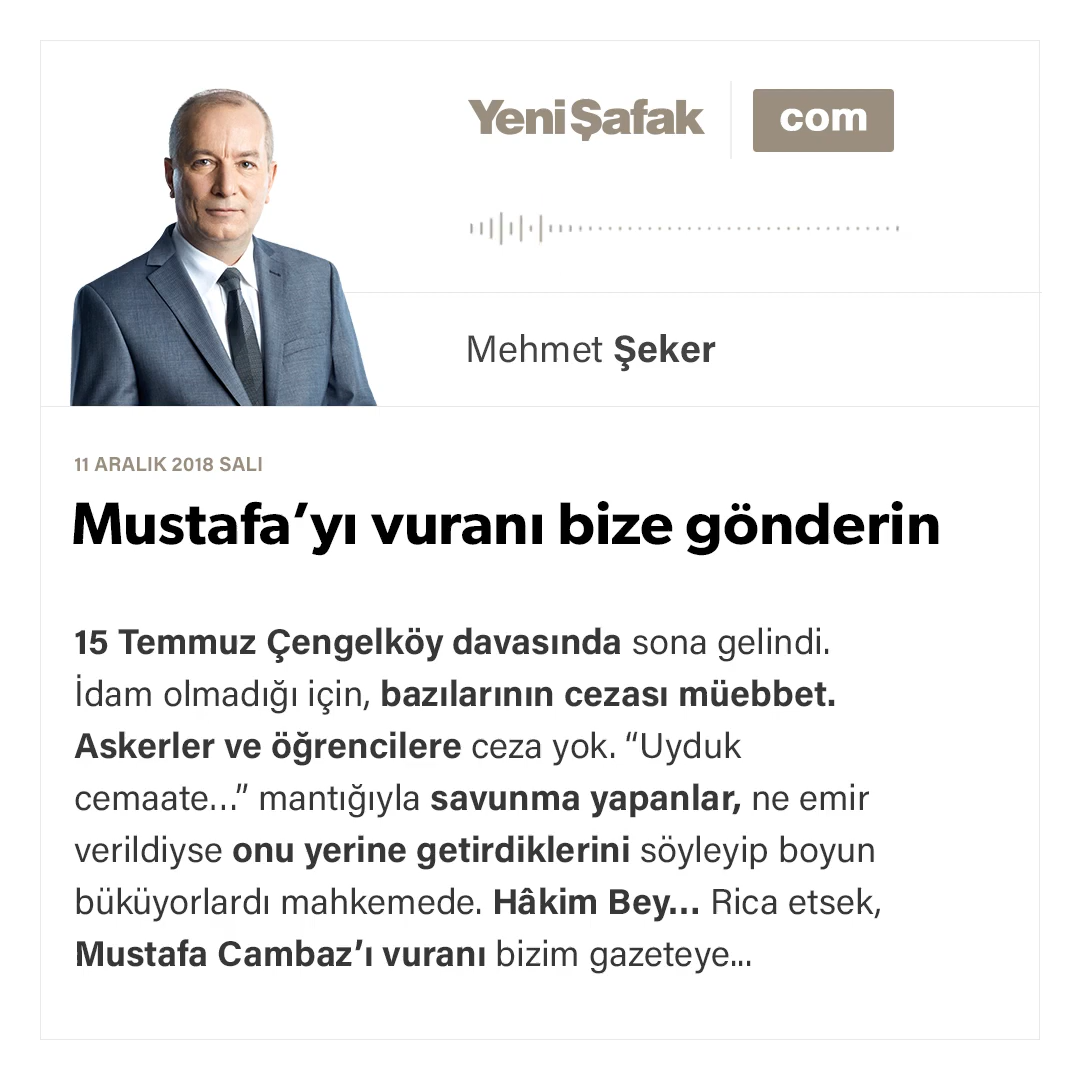 YeniŞafak com
Mehmet Şeker
11 ARALIK 2018 SALI
Mustafa’yı vuranı bize gönderin
15 Temmuz Çengelköy davasında sona gelindi.
İdam olmadığı için, bazılarının cezası müebbet.
Askerler ve öğrencilere ceza yok. “Uyduk
cemaate...” mantığıyla savunma yapanlar, ne emir
verildiyse onu yerine getirdiklerini söyleyip boyun
büküyorlardı mahkemede. Hâkim Bey... Rica etsek,
Mustafa Cambaz’ı vuranı bizim gazeteye...